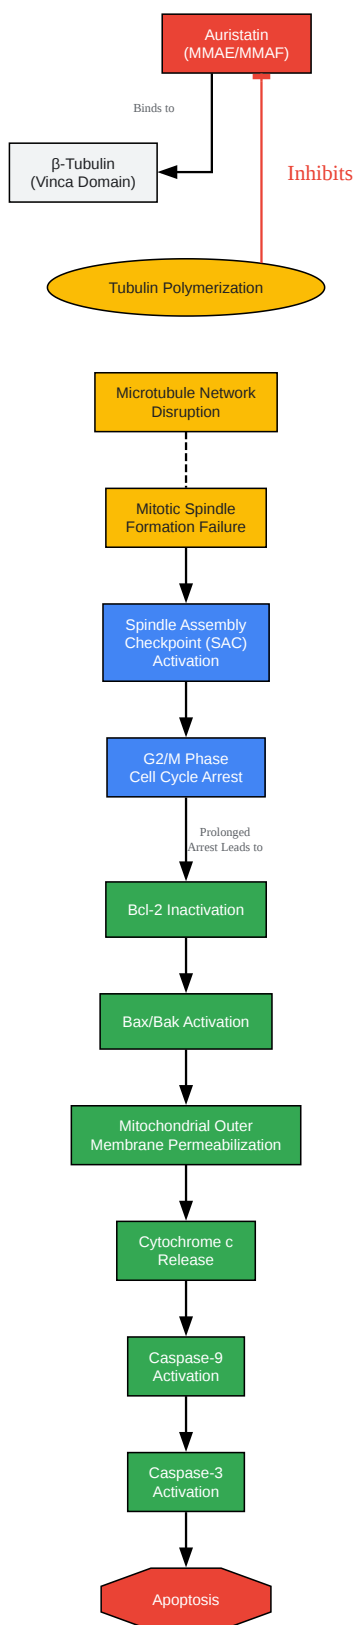 Auristatin
(MMAE/MMAF)
Binds to
β-Tubulin
(Vinca Domain)
Inhibits
Tubulin Polymerization
Microtubule Network
Disruption
Mitotic Spindle
Formation Failure
Spindle Assembly
Checkpoint (SAC)
Activation
G2/M Phase
Cell Cycle Arrest
Prolonged
Arrest Leads to
Bcl-2 Inactivation
Bax/Bak Activation
Mitochondrial Outer
Membrane Permeabilization
Cytochrome c
Release
Caspase-9
Activation
Caspase-3
Activation
Apoptosis